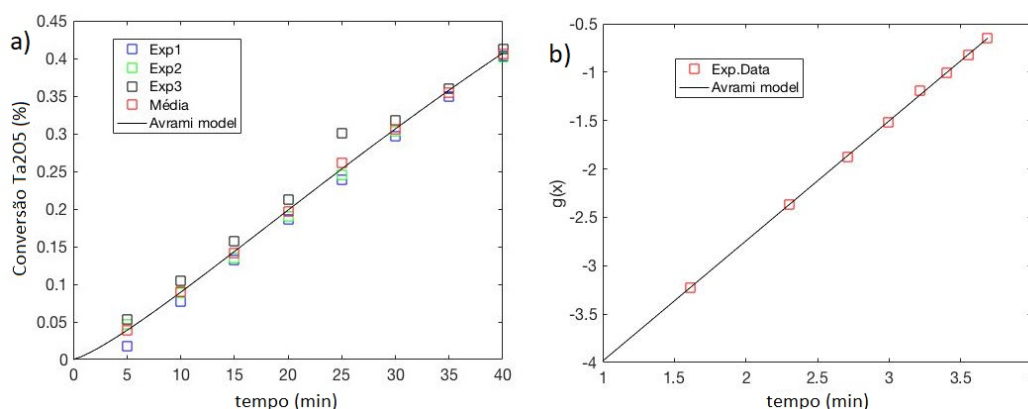 a)
Conversão Ta2O5 (%)
0.45
0.4
0.35
0.3
0.25
0.2
0.15
0.1
0.05
0
Exp1
Exp2
Exp3
Média
Avrami model
0 5 10 15 20 25 30 35 40
tempo (min)
b)
g(x)
-0.5
-1
-1.5
-2
-2.5
-3
-3.5
-4
Exp.Data
Avrami model
1 1.5 2 2.5 3 3.5 4
tempo (min)